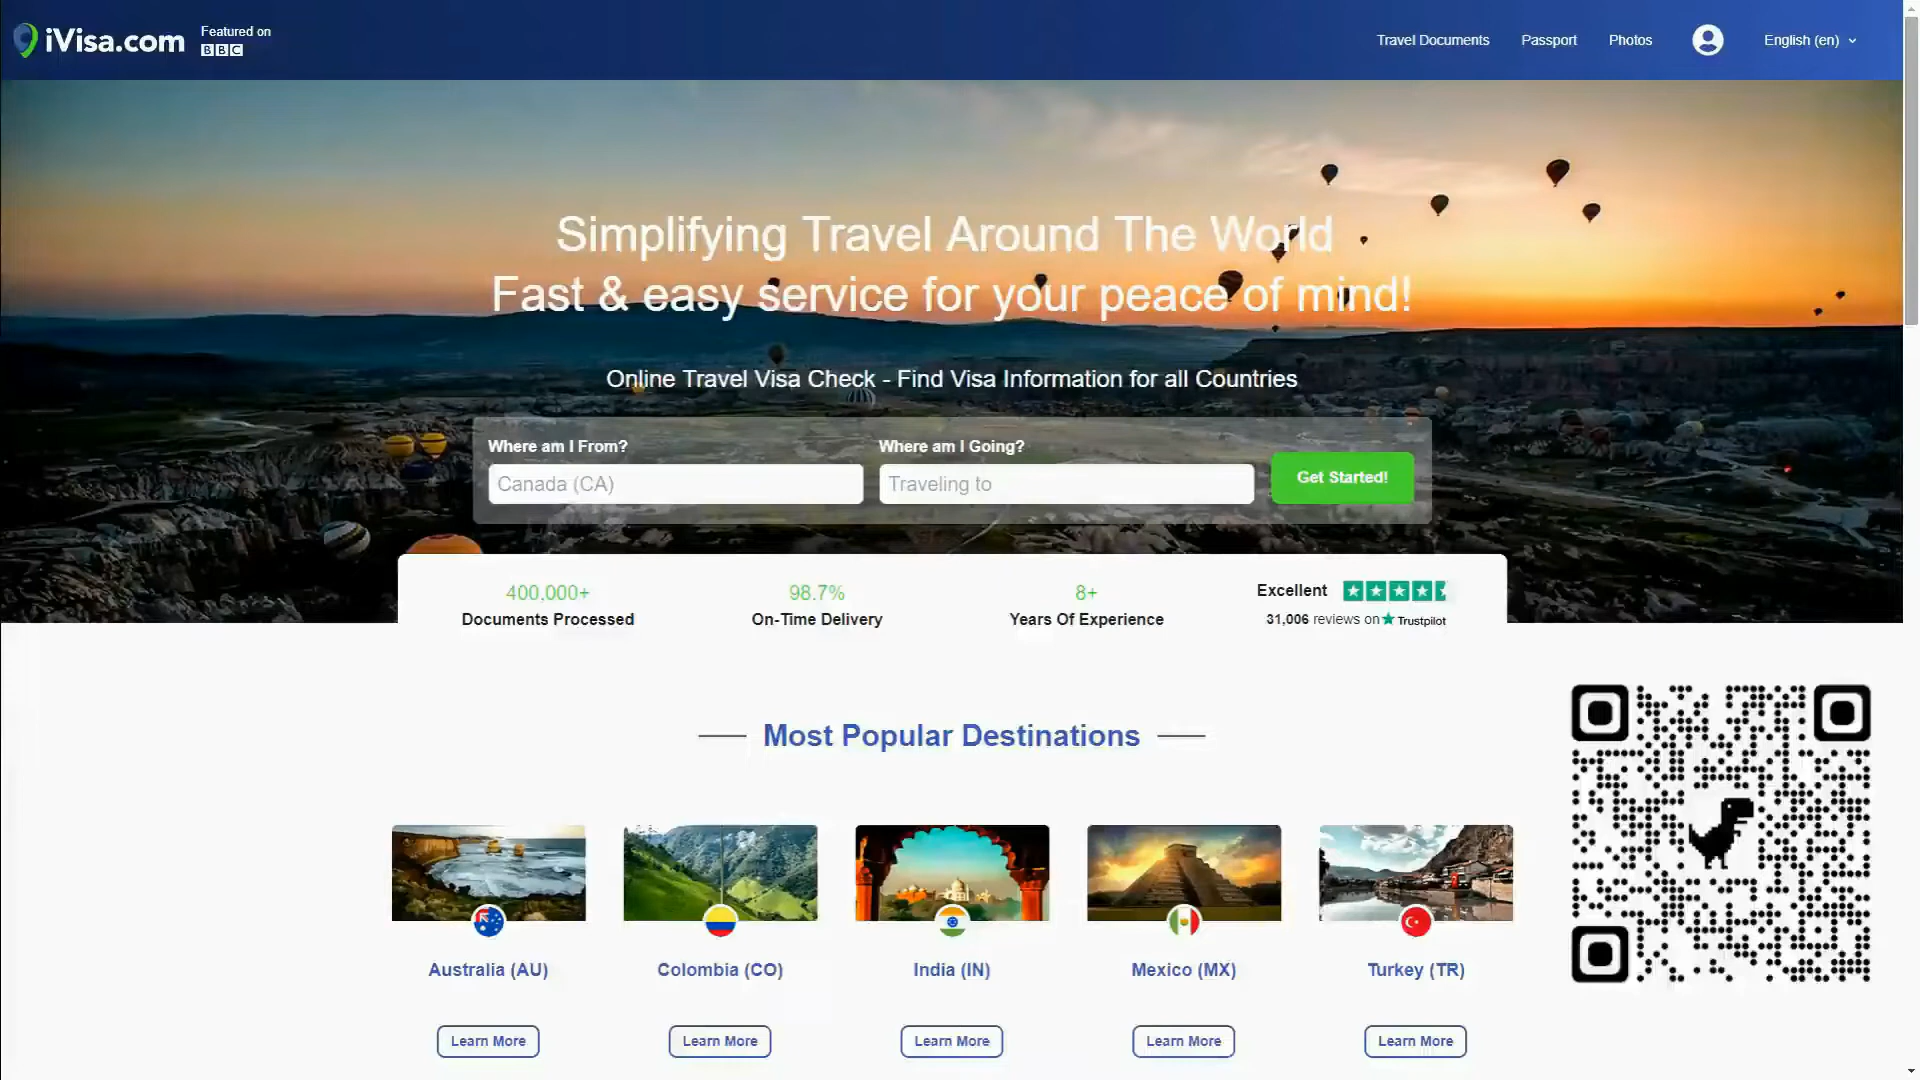 iVisa.com
Featured on
BBC
Travel Documents
Passport
Photos
English (en)
Simplifying Travel Around The World
Fast & easy service for your peace of mind!
Online Travel Visa Check - Find Visa Information for all Countries
Where am I From?
Where am I Going?
Canada (CA)
Traveling to
Get Started!
400,000+
Documents Processed
98.7%
On-Time Delivery
8+
Years Of Experience
Excellent
31,006 reviews on Trustpilot
Most Popular Destinations
Australia (AU)
Colombia (CO)
India (IN)
Mexico (MX)
Turkey (TR)
Learn More
Learn More
Learn More
Learn More
Learn More